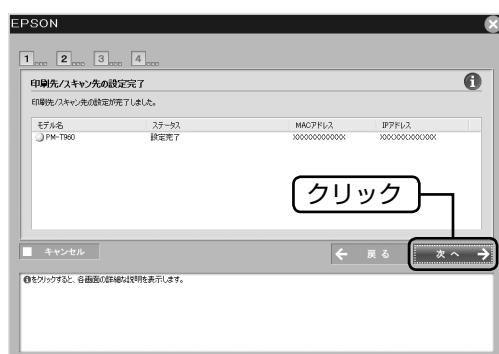 EPSON
1 2 3 4
印刷先/スキャン先の設定完了
印刷先/スキャン先の設定が完了しました。
モデル名 ステータス MACアドレス IPアドレス
PM-T960 設定完了 XXXXXXXXXXXX XXXXXXXXXXXX
クリック
キャンセル 戻る 次へ
をクリックすると、各画面の詳細な説明を表示します。